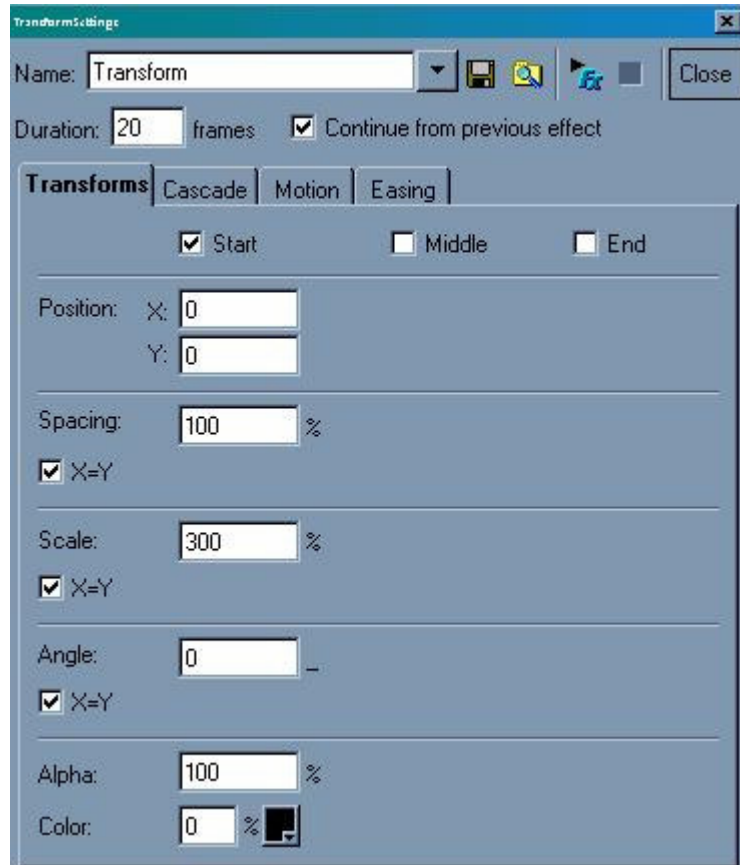 TransformSettings
Name: Transform Fx Close
Duration: 20 frames Continue from previous effect
Transforms Cascade Motion Easing
Start Middle End
Position: X: 0
Y: 0
Spacing: 100 %
X=Y
Scale: 300 %
X=Y
Angle: 0 _
X=Y
Alpha: 100 %
Color: 0 %